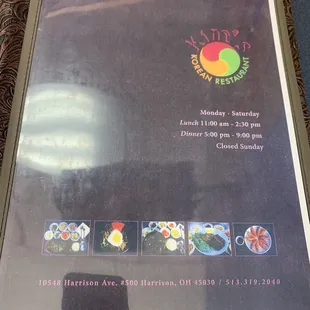 KOREAN RESTAURANT
Monday - Saturday
Lunch 11:00 am - 2:30 pm
Dinner 5:00 pm - 9:00 pm
Closed Sunday
10548 Harrison Ave. #500 Harrison, OH 45030 / 513.319.2040